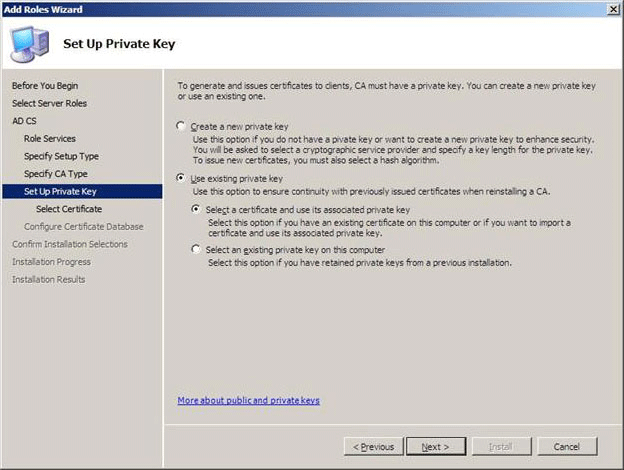 Add Roles Wizard
Set Up Private Key
Before You Begin
Select Server Roles
AD CS
Role Services
Specify Setup Type
Specify CA Type
Set Up Private Key
Select Certificate
Configure Certificate Database
Confirm Installation Selections
Installation Progress
Installation Results
To generate and issues certificates to clients, CA must have a private key. You can create a new private key
or use an existing one.
Create a new private key
Use this option if you do not have a pivate key or want to create a new private key to enhance security.
You will be asked to select a cryptographic service provider and specify a key length for the private key.
To issue new certificates, you must also select a hash algorithm.
Use existing private key
Use this option to ensure continuity with previously issued certificates when reinstalling a CA.
Select a certificate and use its associated private key
Select this option if you have an existing certificate on this computer or if you want to import a
certificate and use its associated private key.
Select an existing private key on this computer
Select this option if you have retained private keys from a previous installation.
More about public and private keys
< Previous
Next >
Install
Cancel